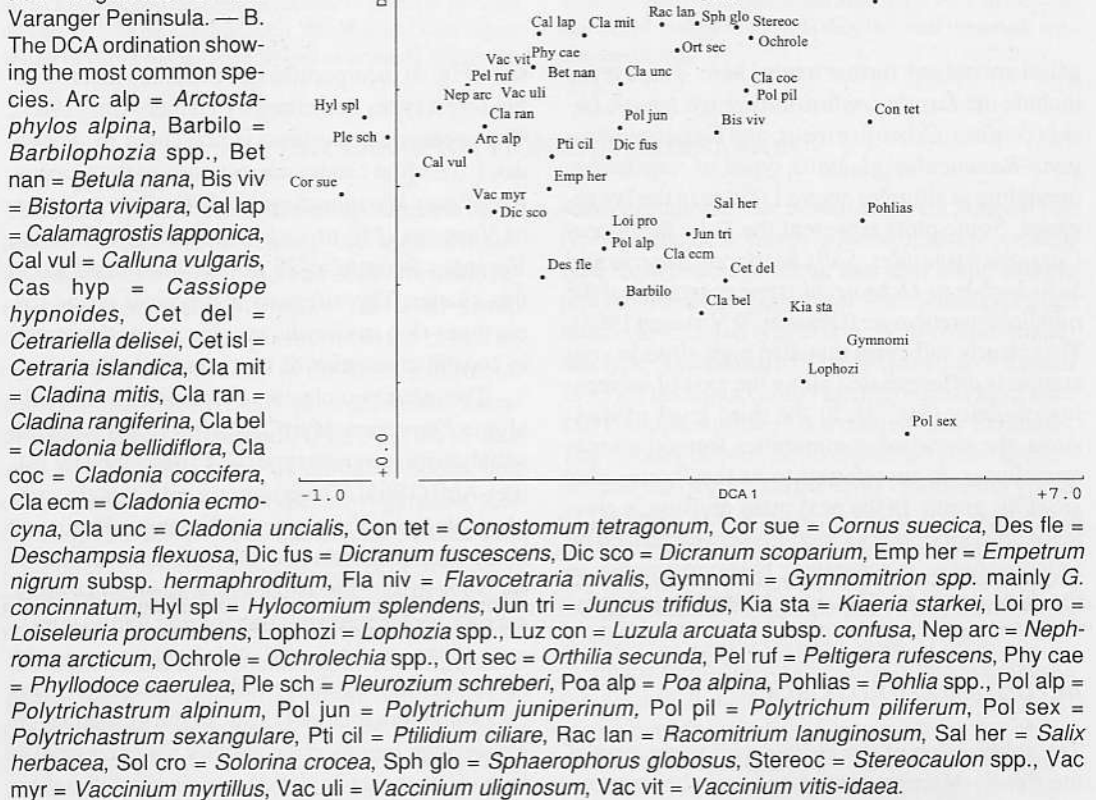 Varanger Peninsula. — B.
The DCA ordination show-
ing the most common spe-
cies. Arc alp = Arctosta-
phylos alpina, Barbilo =
Barbilophozia spp., Bet
nan = Betula nana, Bis viv
= Bistorta vivipara, Cal lap
= Calamagrostis lapponica,
Cal vul = Calluna vulgaris,
Cas hyp = Cassiope
hypnoides, Cet del =
Cetrariella delisei, Cet isl =
Cetraria islandica, Cla mit
= Cladina mitis, Cla ran =
Cladina rangiferina, Cla bel
= Cladonia bellidiflora, Cla
coc = Cladonia coccifera,
Cla ecm = Cladonia ecmo-
cyna, Cla unc = Cladonia uncialis, Con tet = Conostomum tetragonum, Cor sue = Cornus suecica, Des fle =
Deschampsia flexuosa, Dic fus = Dicranum fuscescens, Dic sco = Dicranum scoparium, Emp her = Empetrum
nigrum subsp. hermaphroditum, Fla niv = Flavocetraria nivalis, Gymnomi = Gymnomitrion spp. mainly G.
concinnatum, Hyl spl = Hylocomium splendens, Jun tri = Juncus trifidus, Kia sta = Kiaeria starkei, Loi pro =
Loiseleuria procumbens, Lophozi = Lophozia spp., Luz con = Luzula arcuata subsp. confusa, Nep arc = Neph-
roma arcticum, Ochrole = Ochrolechia spp., Ort sec = Orthilia secunda, Pel ruf = Peltigera rufescens, Phy cae
= Phyllodoce caerulea, Ple sch = Pleurozium schreberi, Poa alp = Poa alpina, Pohlias = Pohlia spp., Pol alp =
Polytrichastrum alpinum, Pol jun = Polytrichum juniperinum, Pol pil = Polytrichum piliferum, Pol sex =
Polytrichastrum sexangulare, Pti cil = Ptilidium ciliare, Rac lan = Racomitrium lanuginosum, Sal her = Salix
herbacea, Sol cro = Solorina crocea, Sph glo = Sphaerophorus globosus, Stereoc = Stereocaulon spp., Vac
myr = Vaccinium myrtillus, Vac uli = Vaccinium uliginosum, Vac vit = Vaccinium vitis-idaea.
Cal lap
Cla mit
Rac lan
Sph glo
Stereoc
Ochrole
Ort sec
Phy cae
Vac vit
Bet nan
Pel ruf
Cla unc
Cla coc
Nep arc
Vac uli
Pol pil
Hyl spl
Cla ran
Pol jun
Bis viv
Con tet
Ple sch
Arc alp
Pti cil
Dic fus
Cal vul
Emp her
Cor sue
Vac myr
Dic sco
Sal her
Pohlias
Loi pro
Jun tri
Pol alp
Cla ecm
Des fle
Cet del
Barbilo
Cla bel
Kia sta
Gymnomi
Lophozi
Pol sex
+0.0
-1.0
DCA 1
+7.0